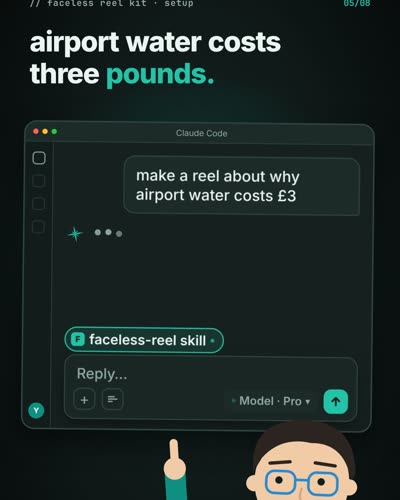 // faceless reel kit · setup
05/08
airport water costs
three pounds.
Claude Code
make a reel about why
airport water costs £3
F faceless-reel skill
Reply...
Model · Pro ▾
Y